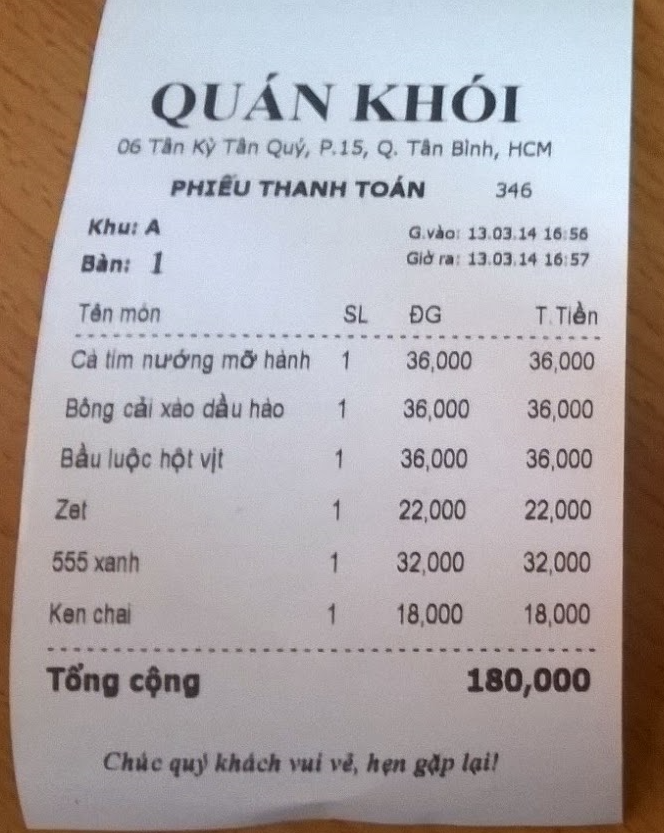 QUÁN KHÓI
06 Tân Kỳ Tân Quý, P.15, Q. Tân Bình, HCM
PHIẾU THANH TOÁN 346
Khu: A G.vào: 13.03.14 16:56
Bàn: 1 Giờ ra: 13.03.14 16:57
Tên món SL ĐG T.Tiền
Cà tím nướng mỡ hành 1 36,000 36,000
Bông cải xào dầu hào 1 36,000 36,000
Bầu luộc hột vịt 1 36,000 36,000
Zet 1 22,000 22,000
555 xanh 1 32,000 32,000
Ken chai 1 18,000 18,000
Tổng cộng 180,000
Chúc quý khách vui vẻ, hẹn gặp lại!